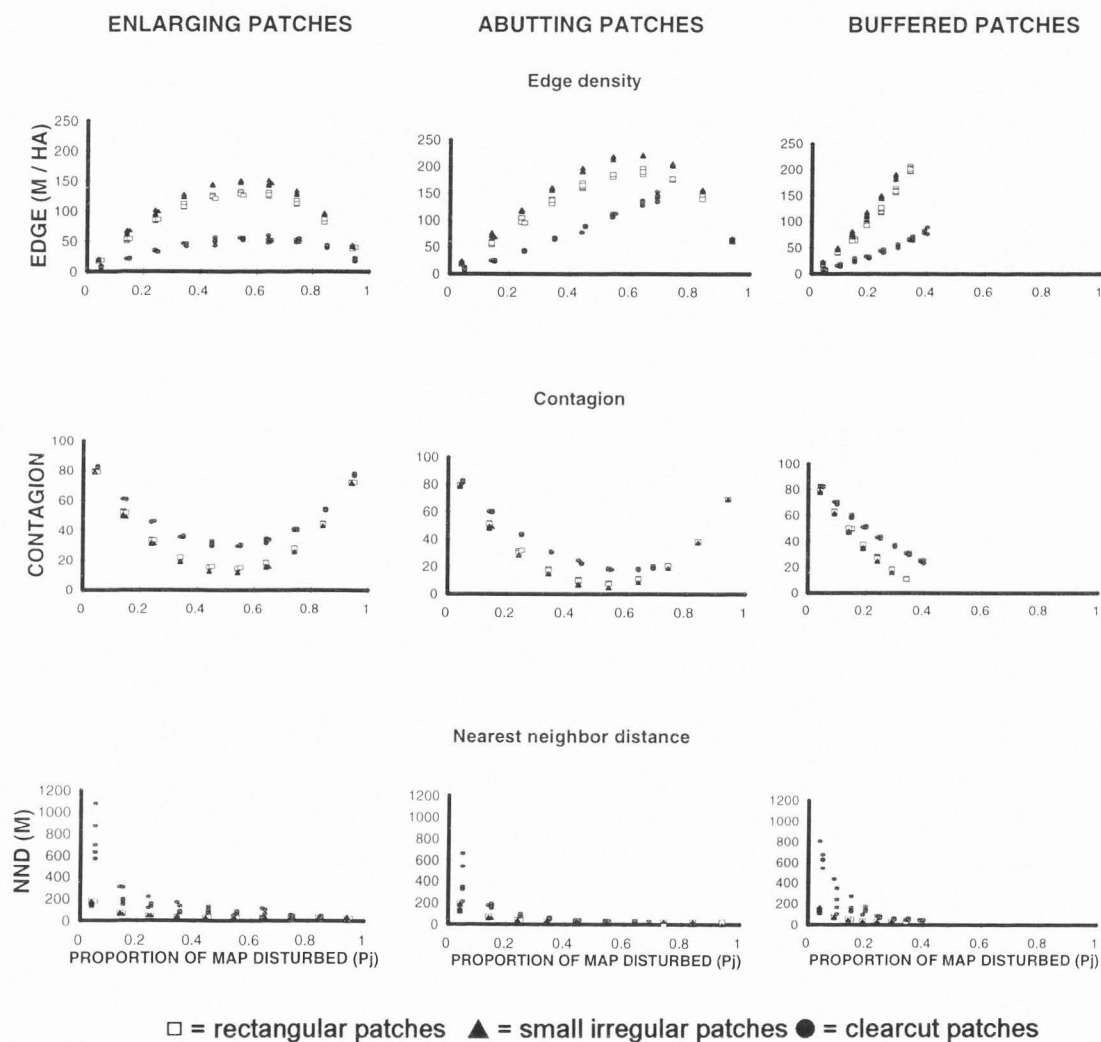 ENLARGING PATCHES ABUTTING PATCHES BUFFERED PATCHES
Edge density
EDGE (M / HA)
250 200 150 100 50 0
0 0.2 0.4 0.6 0.8 1
250 200 150 100 50 0
0 0.2 0.4 0.6 0.8 1
250 200 150 100 50 0
0 0.2 0.4 0.6 0.8 1
Contagion
CONTAGION
100 80 60 40 20 0
0 0.2 0.4 0.6 0.8 1
100 80 60 40 20 0
0 0.2 0.4 0.6 0.8 1
100 80 60 40 20 0
0 0.2 0.4 0.6 0.8 1
Nearest neighbor distance
NND (M)
1200 1000 800 600 400 200 0
0 0.2 0.4 0.6 0.8 1
PROPORTION OF MAP DISTURBED (Pj)
1200 1000 800 600 400 200 0
0 0.2 0.4 0.6 0.8 1
PROPORTION OF MAP DISTURBED (Pj)
1200 1000 800 600 400 200 0
0 0.2 0.4 0.6 0.8 1
PROPORTION OF MAP DISTURBED (Pj)
□ = rectangular patches ▲ = small irregular patches ● = clearcut patches